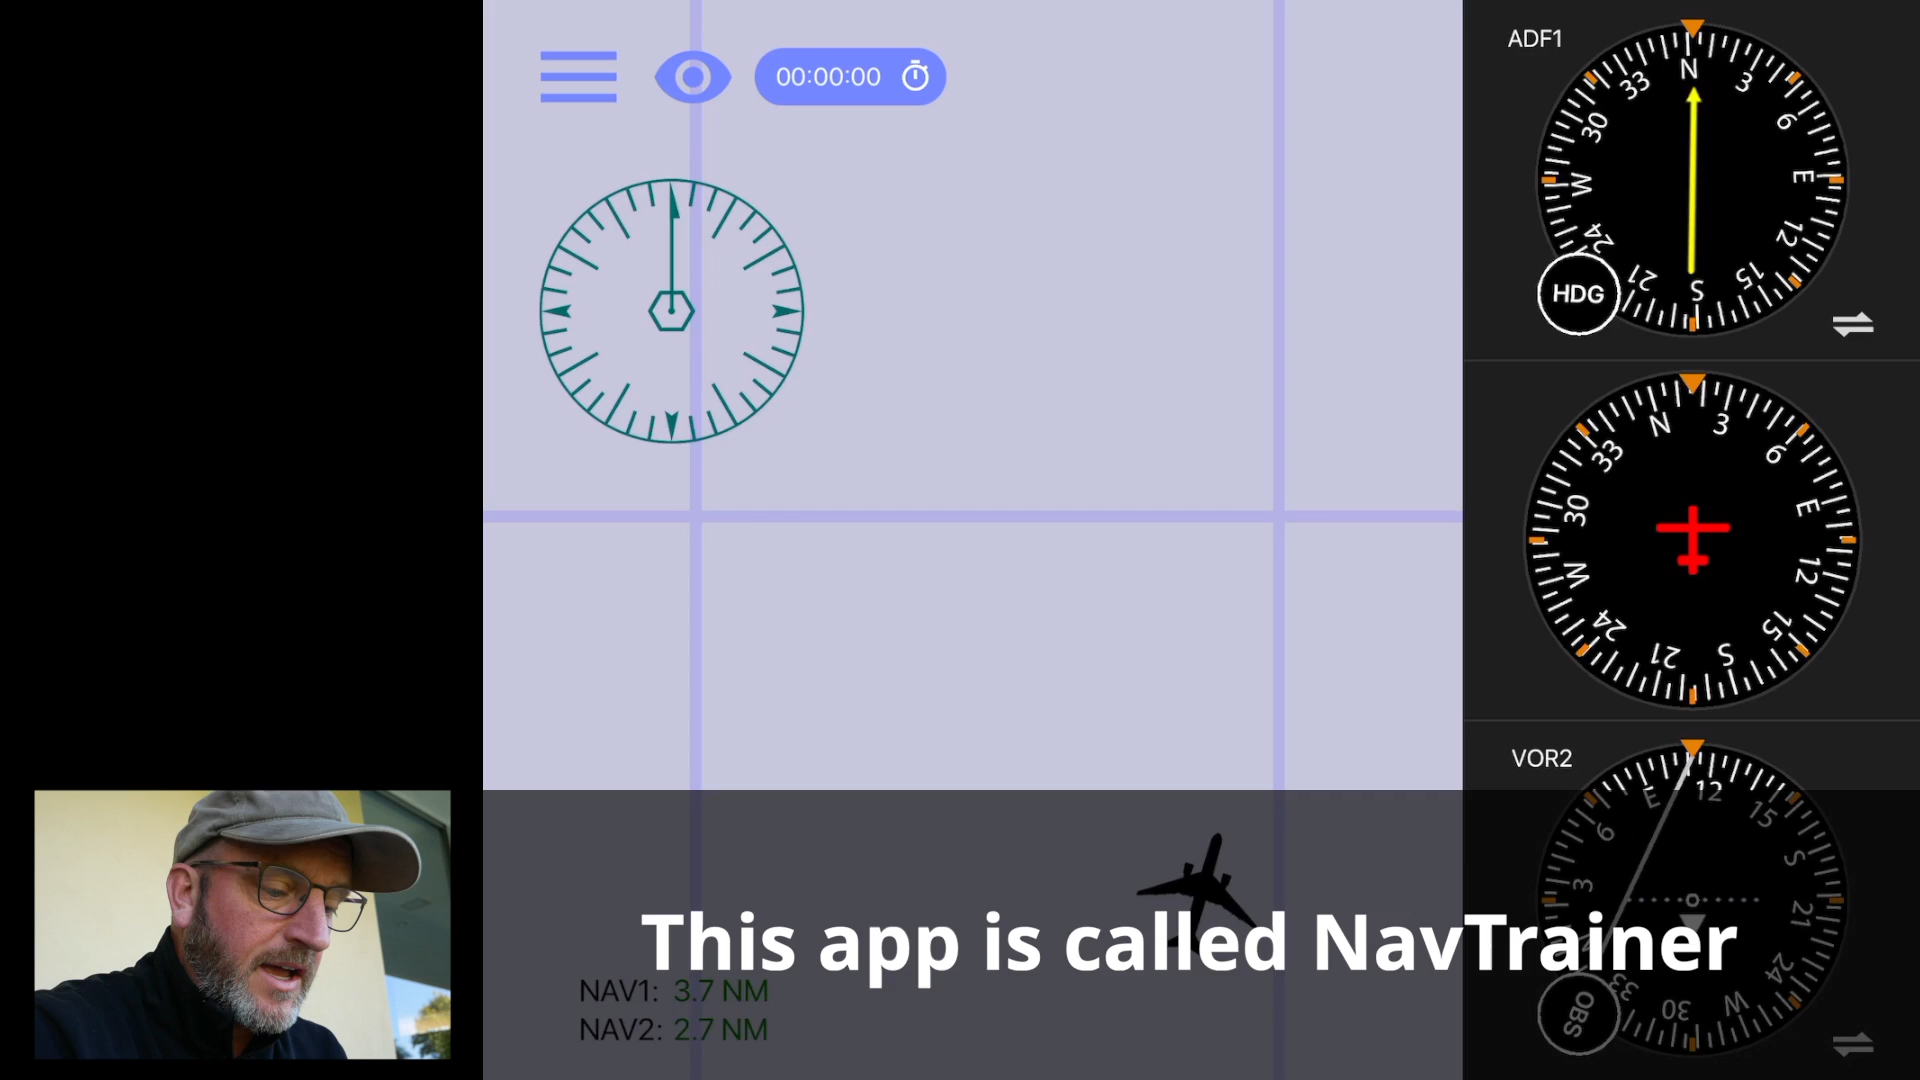 00:00:00
ADF1
N 3 6 E 12 15 S 21 24 W 30 33
HDG
N 3 6 E 12 15 S 21 24 W 30 33
VOR2
E 12 15 S 21 24 W 30 33 3 6
OBS
This app is called NavTrainer
NAV1: 3.7 NM
NAV2: 2.7 NM